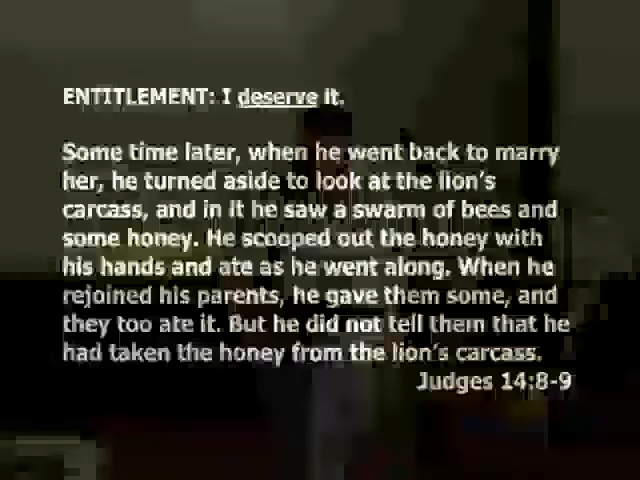 ENTITLEMENT: I deserve it.
Some time later, when he went back to marry
her, he turned aside to look at the lion's
carcass, and in it he saw a swarm of bees and
some honey. He scooped out the honey with
his hands and ate as he went along. When he
rejoined his parents, he gave them some, and
they too ate it. But he did not tell them that he
had taken the honey from the lion's carcass.
Judges 14:8-9